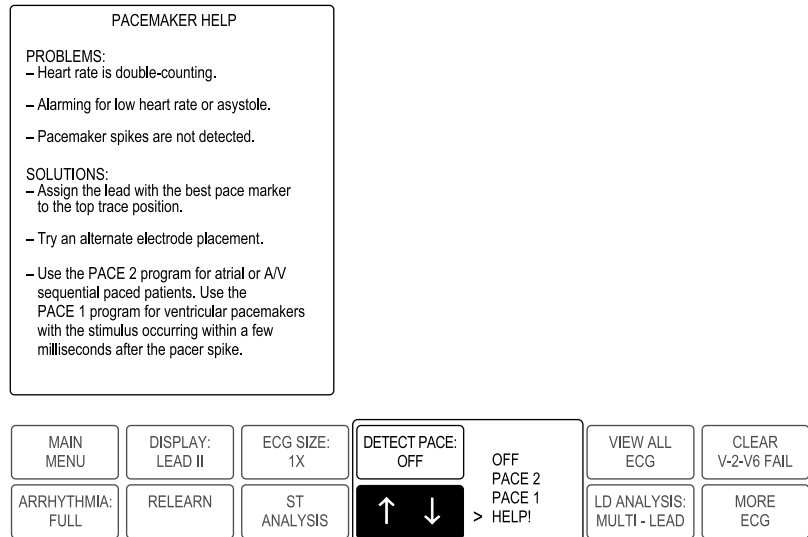 PACEMAKER HELP
PROBLEMS:
– Heart rate is double-counting.
– Alarming for low heart rate or asystole.
– Pacemaker spikes are not detected.
SOLUTIONS:
– Assign the lead with the best pace marker
to the top trace position.
– Try an alternate electrode placement.
– Use the PACE 2 program for atrial or A/V
sequential paced patients. Use the
PACE 1 program for ventricular pacemakers
with the stimulus occurring within a few
milliseconds after the pacer spike.
MAIN
MENU
DISPLAY:
LEAD II
ECG SIZE:
1X
DETECT PACE:
OFF
OFF
PACE 2
PACE 1
> HELP!
VIEW ALL
ECG
CLEAR
V-2-V6 FAIL
ARRHYTHMIA:
FULL
RELEARN
ST
ANALYSIS
↑ ↓
LD ANALYSIS:
MULTI - LEAD
MORE
ECG